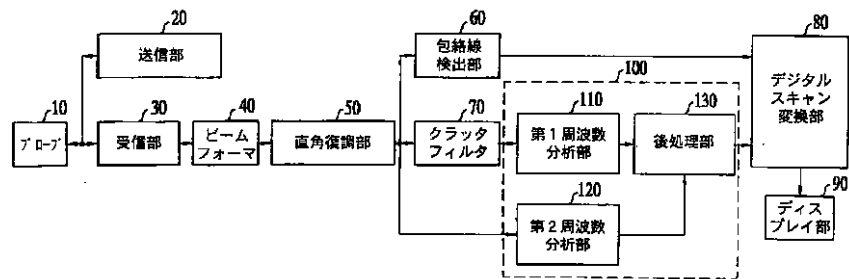 20
送信部
10
プローブ
30
受信部
40
ビーム
フォーマ
50
直角復調部
60
包絡線
検出部
70
クラッタ
フィルタ
100
110
第1周波数
分析部
120
第2周波数
分析部
130
後処理部
80
デジタル
スキャン
変換部
90
ディス
プレイ部